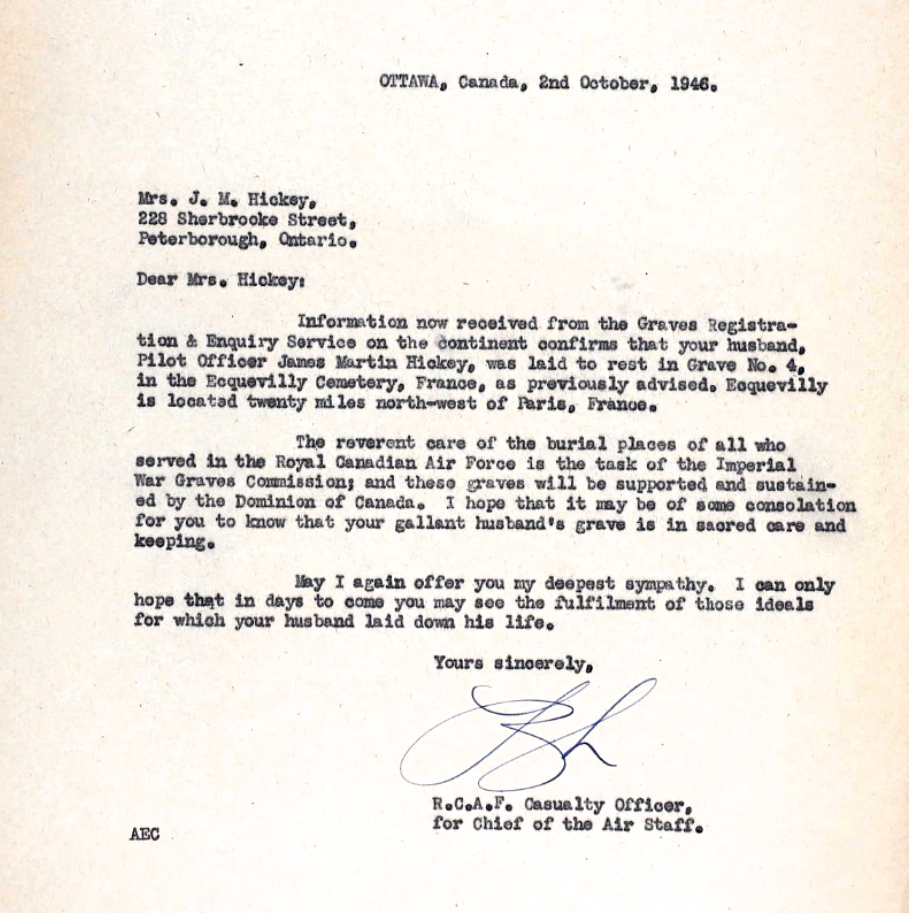 OTTAWA, Canada, 2nd October, 1946.
Mrs. J. M. Hickey,
228 Sherbrooke Street,
Peterborough, Ontario.
Dear Mrs. Hickey:
Information now received from the Graves Registra-
tion & Enquiry Service on the continent confirms that your husband,
Pilot Officer James Martin Hickey, was laid to rest in Grave No. 4,
in the Ecquevilly Cemetery, France, as previously advised. Ecquevilly
is located twenty miles north-west of Paris, France.
The reverent care of the burial places of all who
served in the Royal Canadian Air Force is the task of the Imperial
War Graves Commission; and these graves will be supported and sustain-
ed by the Dominion of Canada. I hope that it may be of some consolation
for you to know that your gallant husband's grave is in sacred care and
keeping.
May I again offer you my deepest sympathy. I can only
hope that in days to come you may see the fulfilment of those ideals
for which your husband laid down his life.
Yours sincerely,
R.C.A.F. Casualty Officer,
for Chief of the Air Staff.
AEC